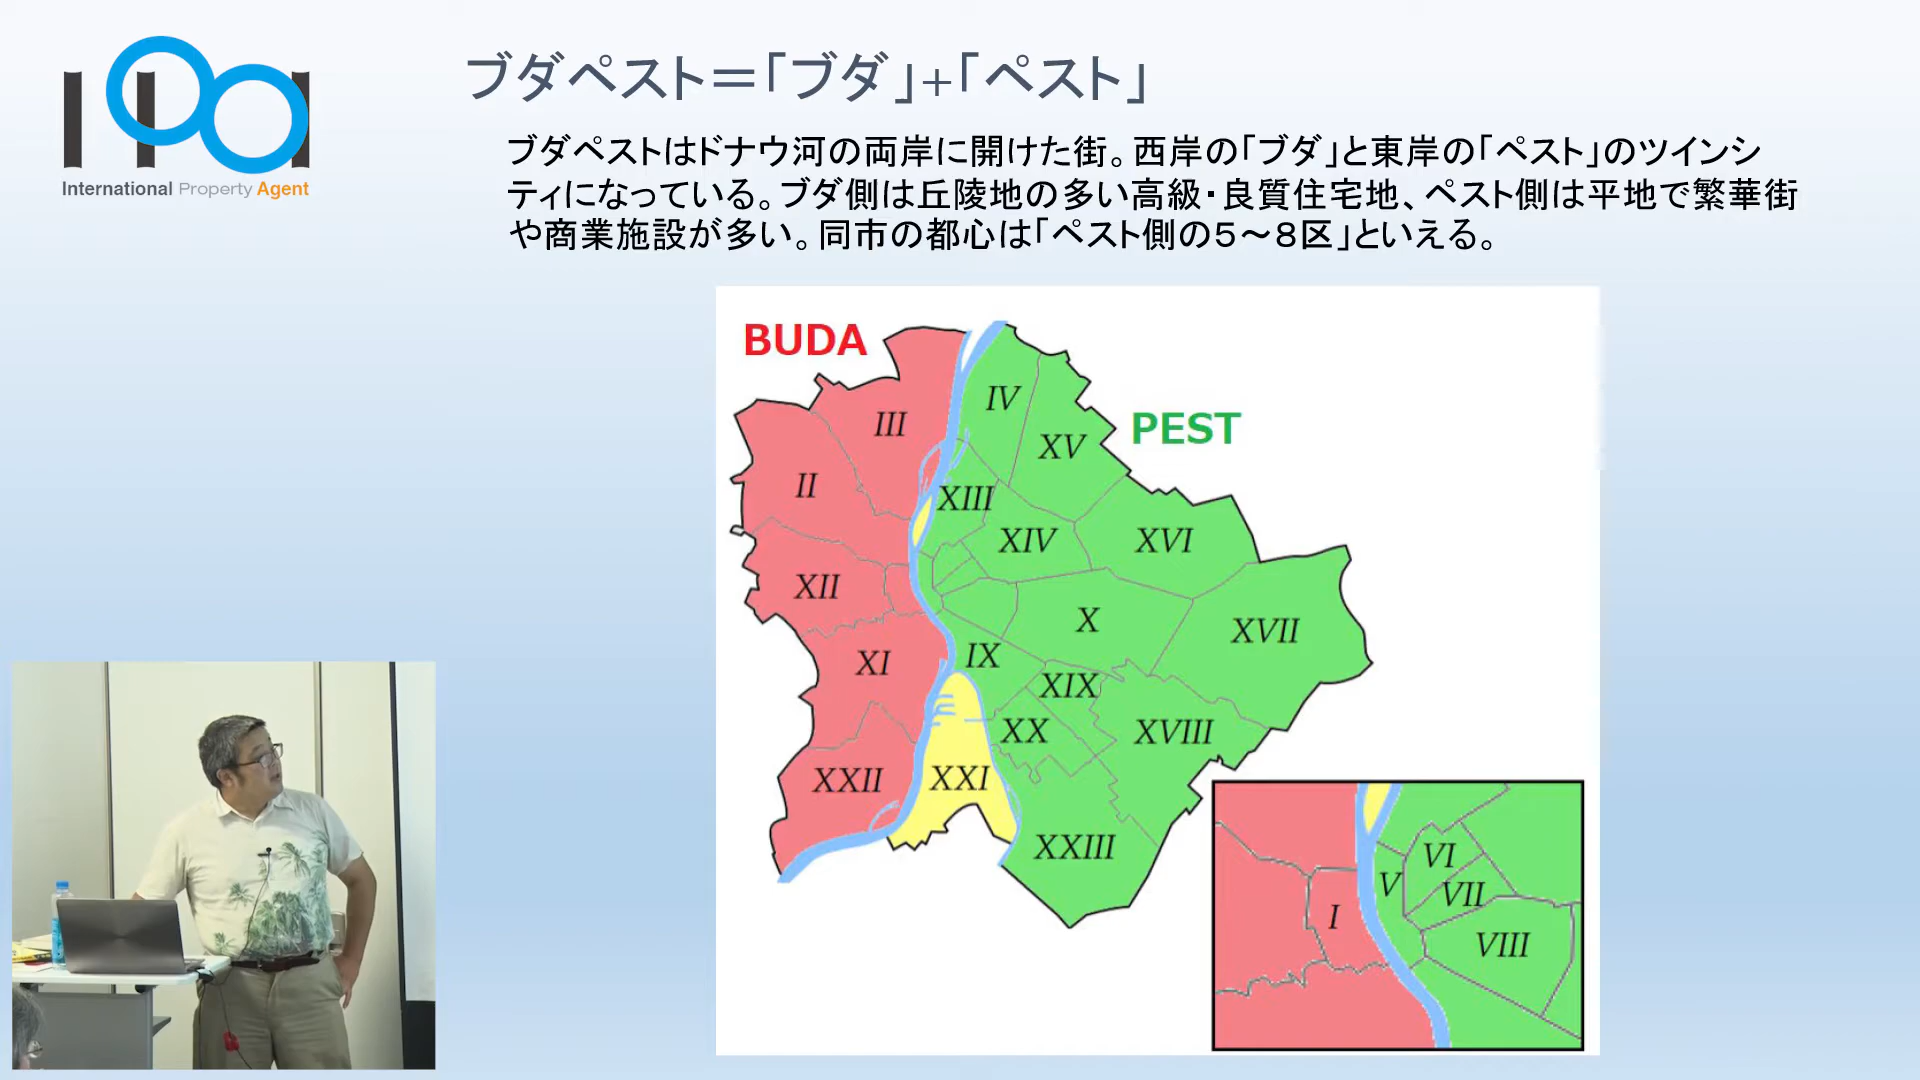 International Property Agent
ブダペスト＝「ブダ」+「ペスト」
ブダペストはドナウ河の両岸に開けた街。西岸の「ブダ」と東岸の「ペスト」のツインシ
ティになっている。ブダ側は丘陵地の多い高級・良質住宅地、ペスト側は平地で繁華街
や商業施設が多い。同市の都心は「ペスト側の５～８区」といえる。
BUDA
PEST
IV
III
XV
II
XIII
XIV
XVI
XII
X
XVII
IX
XI
XIX
XX
XVIII
XXII
XXI
XXIII
VI
V
VII
I
VIII